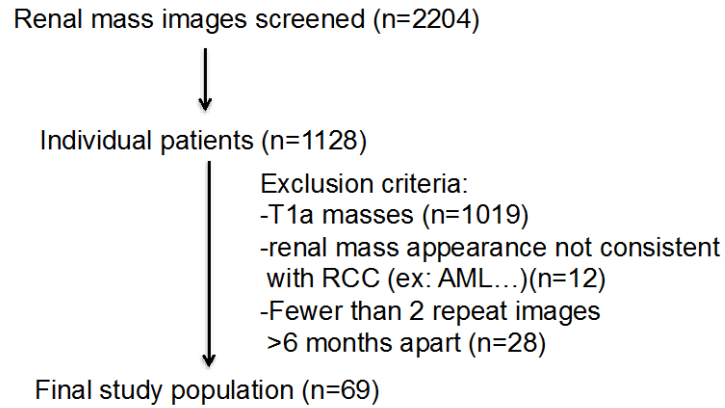 Renal mass images screened (n=2204)
Individual patients (n=1128)
Exclusion criteria:
-T1a masses (n=1019)
-renal mass appearance not consistent
with RCC (ex: AML...)(n=12)
-Fewer than 2 repeat images
>6 months apart (n=28)
Final study population (n=69)